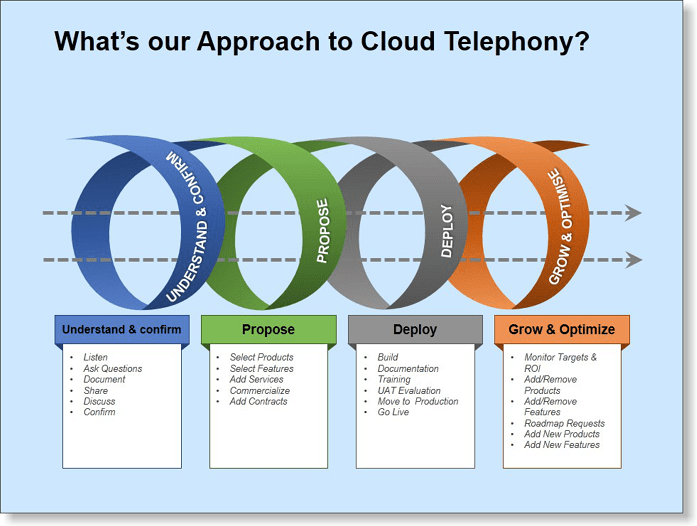 What's our Approach to Cloud Telephony?
UNDERSTAND & CONFIRM
PROPOSE
DEPLOY
GROW & OPTIMISE
Understand & confirm
• Listen
• Ask Questions
• Document
• Share
• Discuss
• Confirm
Propose
• Select Products
• Select Features
• Add Services
• Commercialize
• Add Contracts
Deploy
• Build
• Documentation
• Training
• UAT Evaluation
• Move to Production
• Go Live
Grow & Optimize
• Monitor Targets &
ROI
• Add/Remove
Products
• Add/Remove
Features
• Roadmap Requests
• Add New Products
• Add New Features